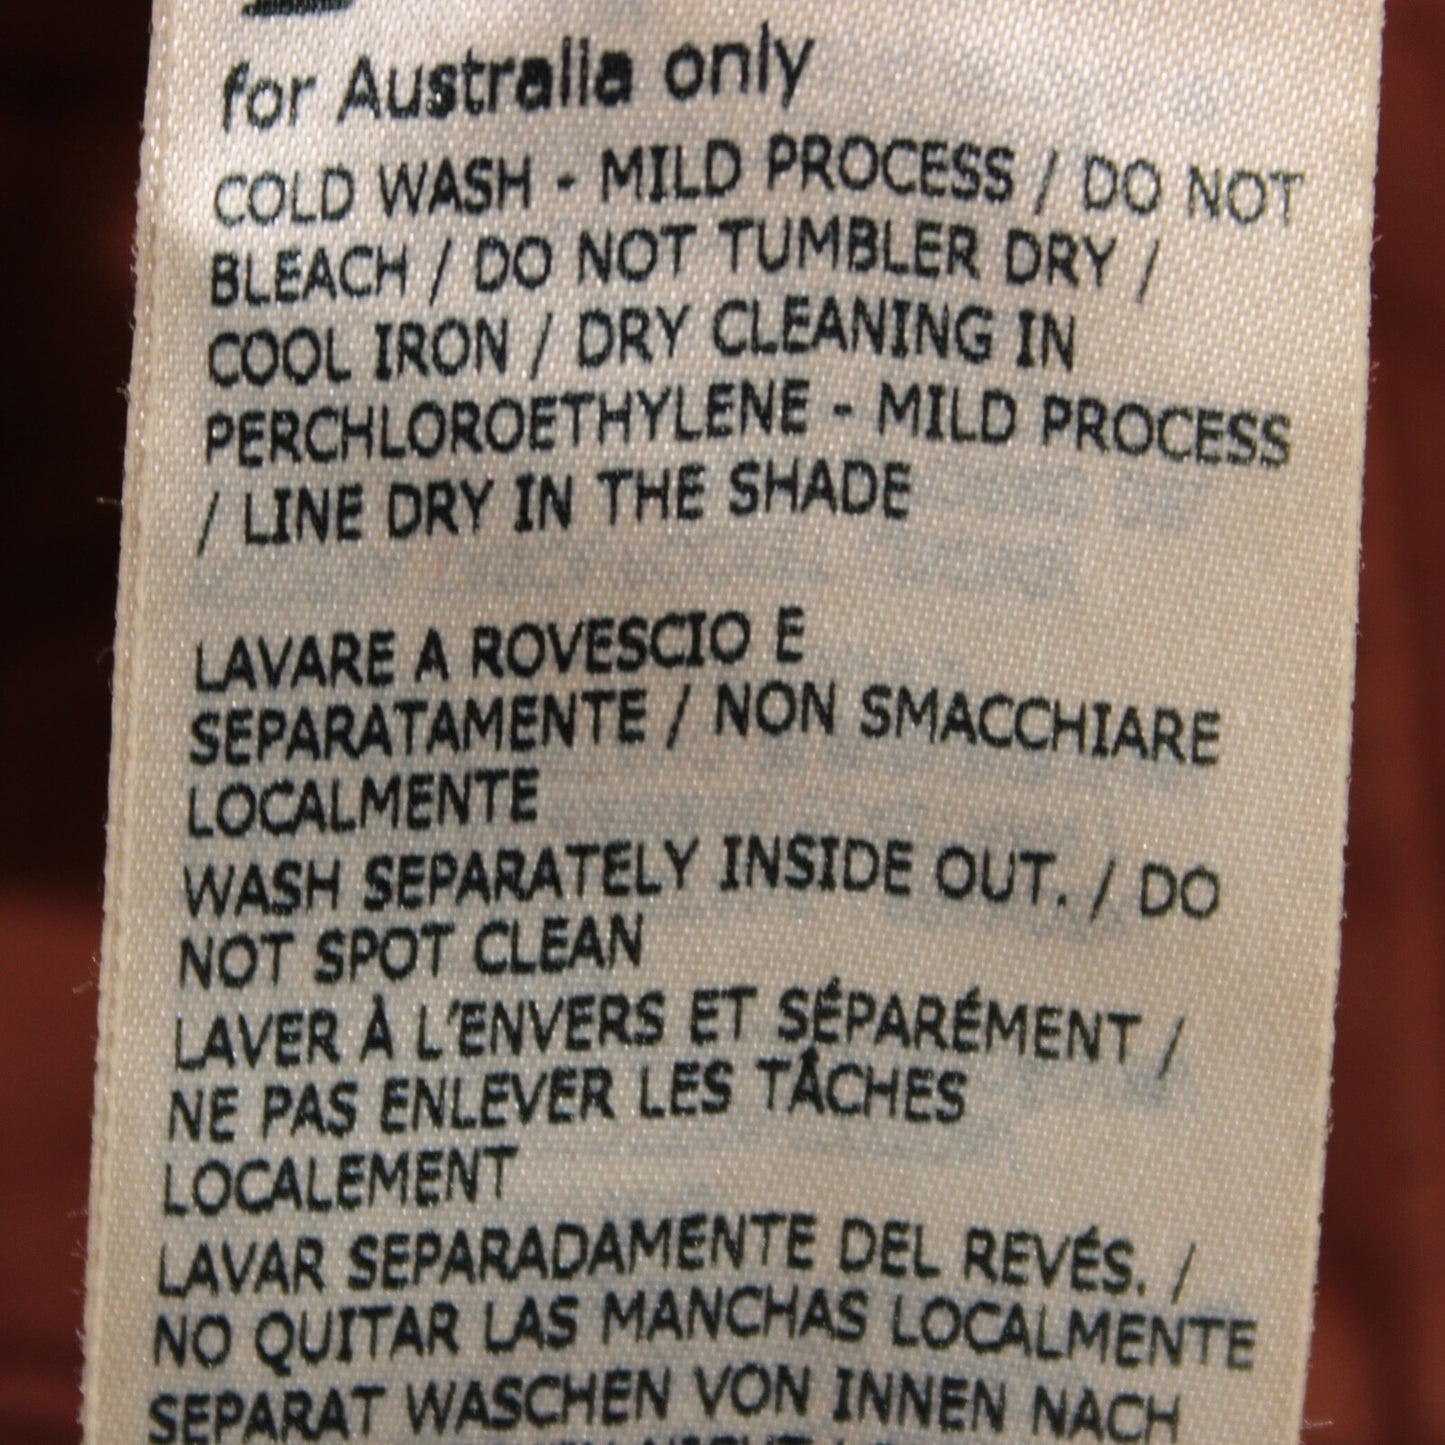 for Australia only
COLD WASH - MILD PROCESS / DO NOT
BLEACH / DO NOT TUMBLER DRY /
COOL IRON / DRY CLEANING IN
PERCHLOROETHYLENE - MILD PROCESS
/ LINE DRY IN THE SHADE
LAVARE A ROVESCIO E
SEPARATAMENTE / NON SMACCHIARE
LOCALMENTE
WASH SEPARATELY INSIDE OUT. / DO
NOT SPOT CLEAN
LAVER À L'ENVERS ET SÉPARÉMENT /
NE PAS ENLEVER LES TÂCHES
LOCALEMENT
LAVAR SEPARADAMENTE DEL REVÉS. /
NO QUITAR LAS MANCHAS LOCALMENTE
SEPARAT WASCHEN VON INNEN NACH